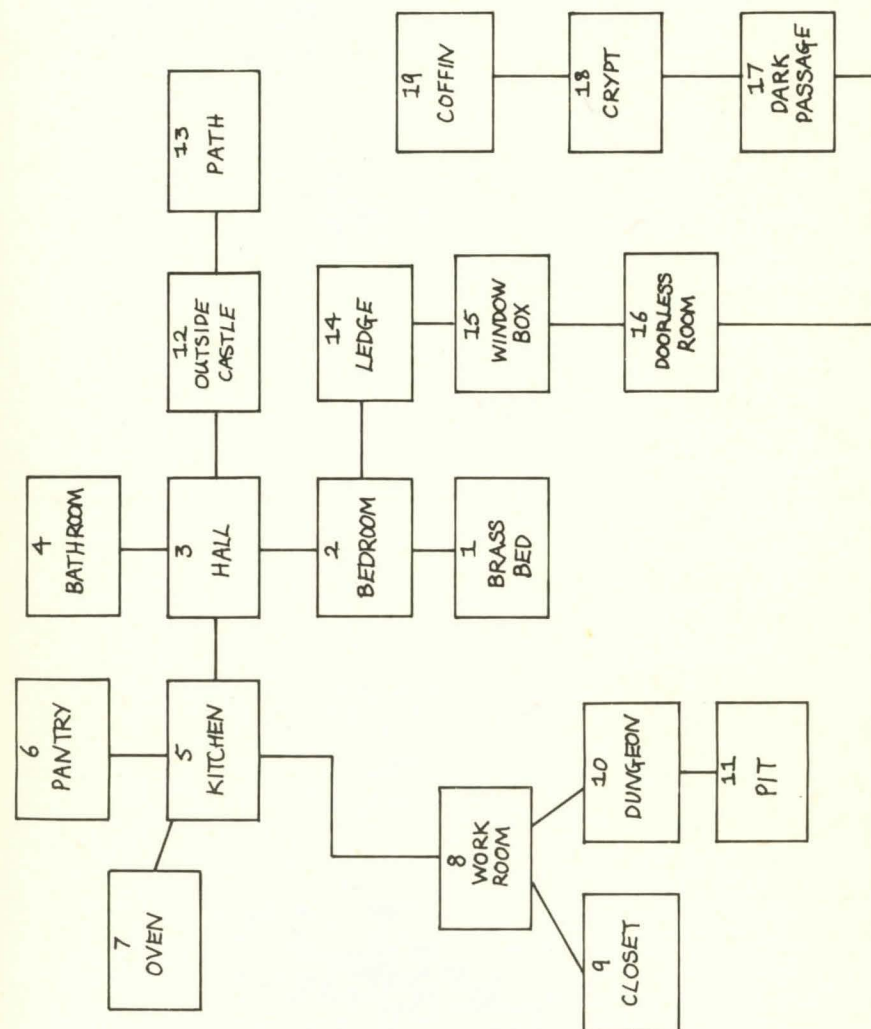 1
BRASS
BED
2
BEDROOM
3
HALL
4
BATHROOM
5
KITCHEN
6
PANTRY
7
OVEN
8
WORK
ROOM
9
CLOSET
10
DUNGEON
11
PIT
12
OUTSIDE
CASTLE
13
PATH
14
LEDGE
15
WINDOW
BOX
16
DOORLESS
ROOM
17
DARK
PASSAGE
18
CRYPT
19
COFFIN